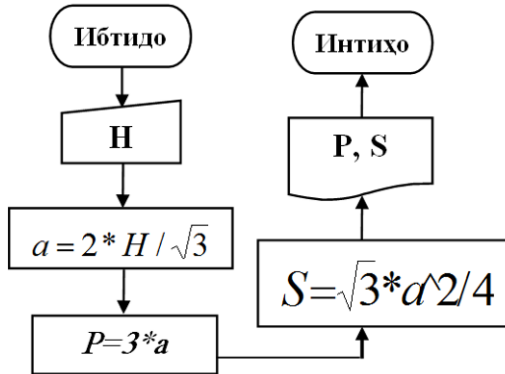 Ибтидо
H
a = 2 * H / √3
P=3*a
S=√3*a^2/4
P, S
Интиҳо